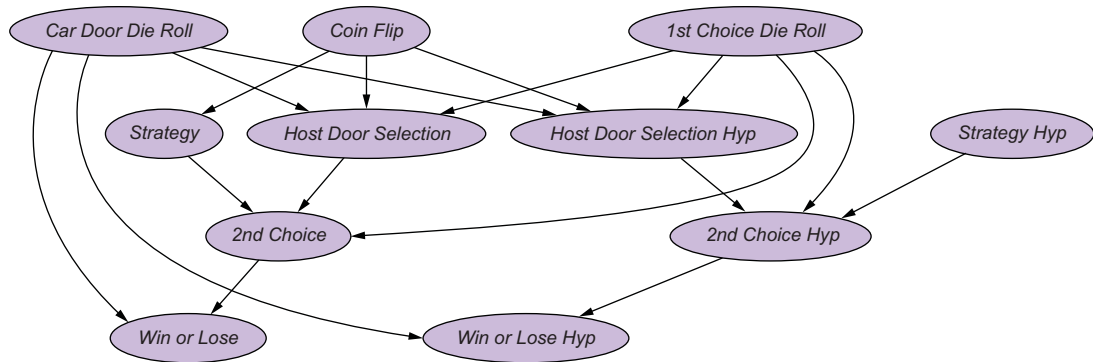 Car Door Die Roll
Coin Flip
1st Choice Die Roll
Strategy
Host Door Selection
Host Door Selection Hyp
Strategy Hyp
2nd Choice
2nd Choice Hyp
Win or Lose
Win or Lose Hyp